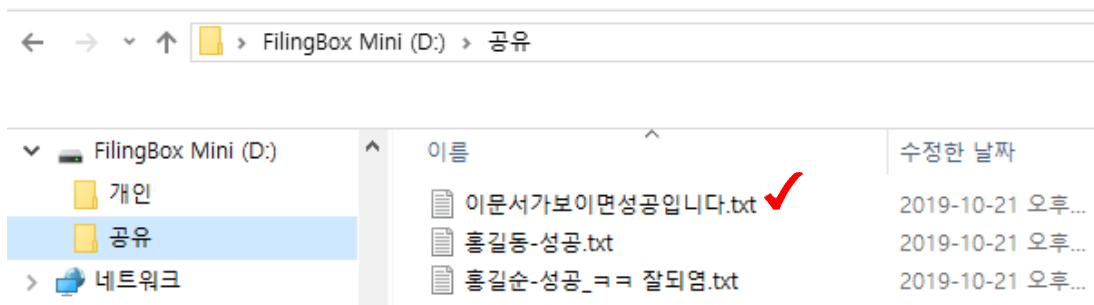 FilingBox Mini (D:) > 공유
FilingBox Mini (D:)
개인
공유
네트워크
이름 수정한 날짜
이문서가보이면성공입니다.txt 2019-10-21 오후...
홍길동-성공.txt 2019-10-21 오후...
홍길순-성공_ㅋㅋ 잘되염.txt 2019-10-21 오후...